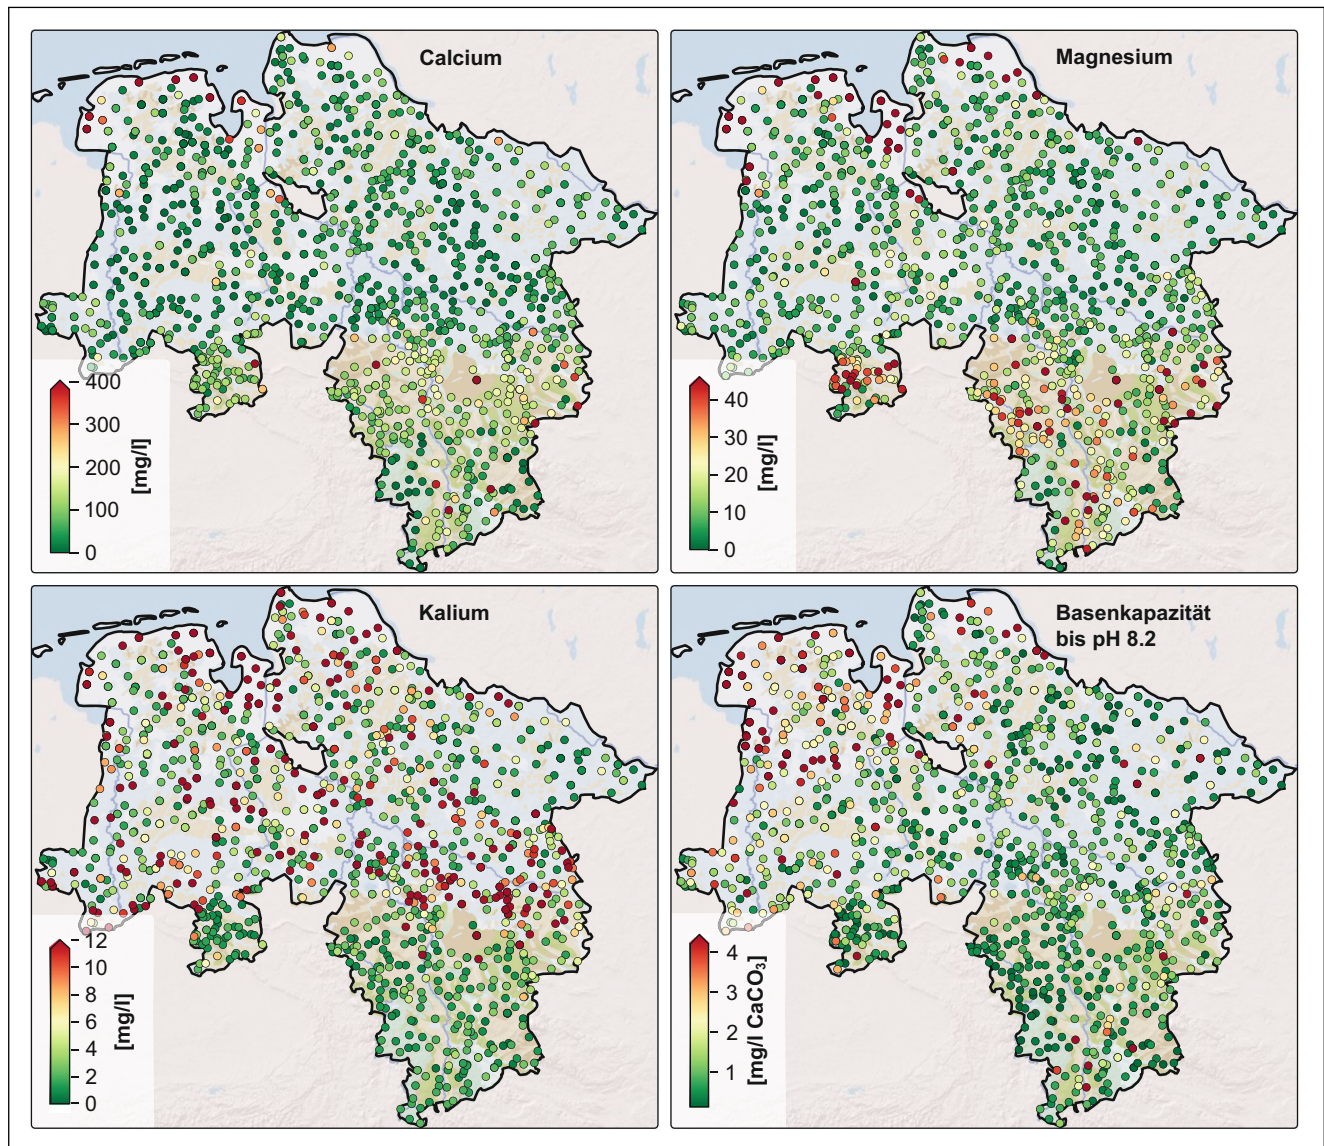 Calcium
400
300
200
100
0
[mg/l]
Magnesium
40
30
20
10
0
[mg/l]
Kalium
12
10
8
6
4
2
0
[mg/l]
Basenkapazität
bis pH 8.2
4
3
2
1
[mg/l CaCO₃]